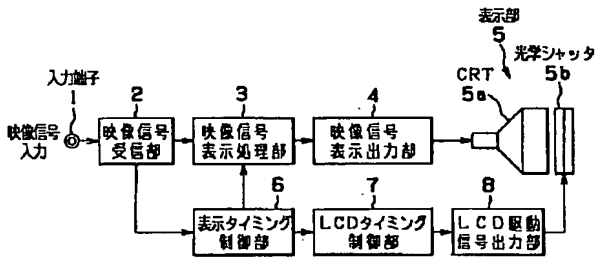 表示部
5
光学シャッタ
5b
CRT
5a
入力端子
1
映像信号
入力
2
映像信号
受信部
3
映像信号
表示処理部
4
映像信号
表示出力部
6
表示タイミング
制御部
7
LCDタイミング
制御部
8
LCD駆動
信号出力部